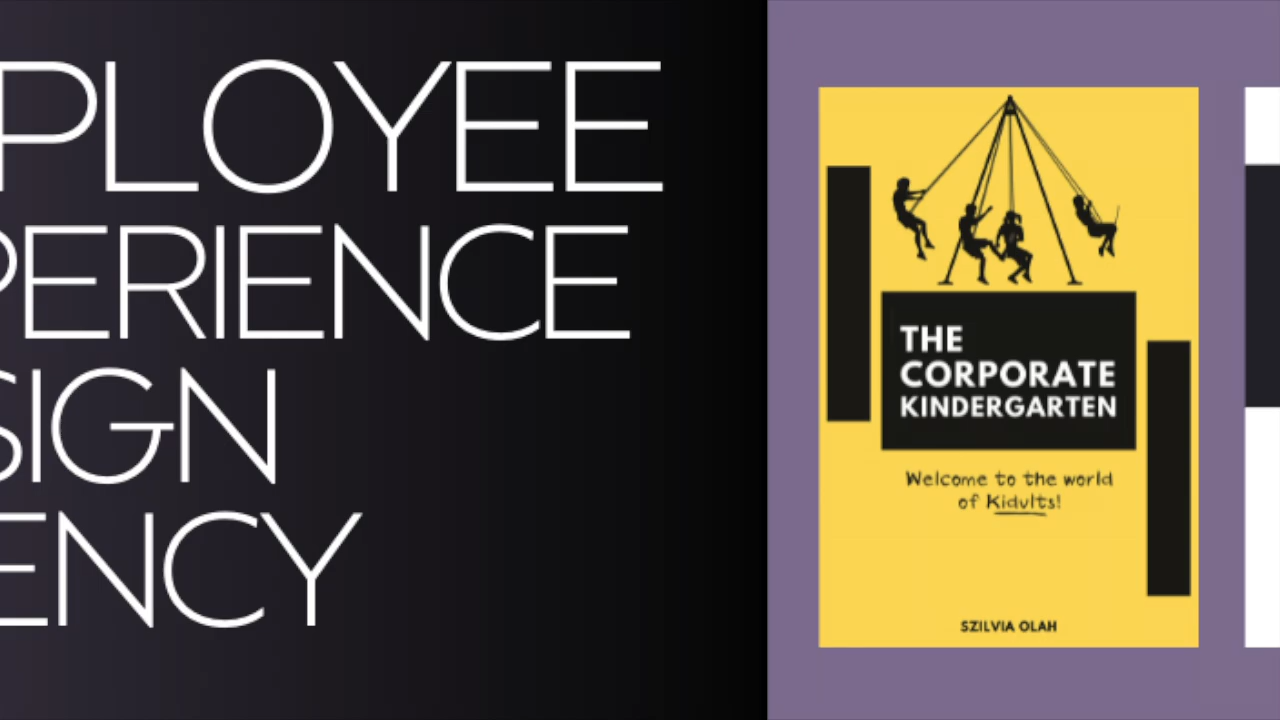 PLOYEE
PERIENCE
SIGN
ENCY
THE
CORPORATE
KINDERGARTEN
Welcome to the world
of Kidults!
SZILVIA OLAH